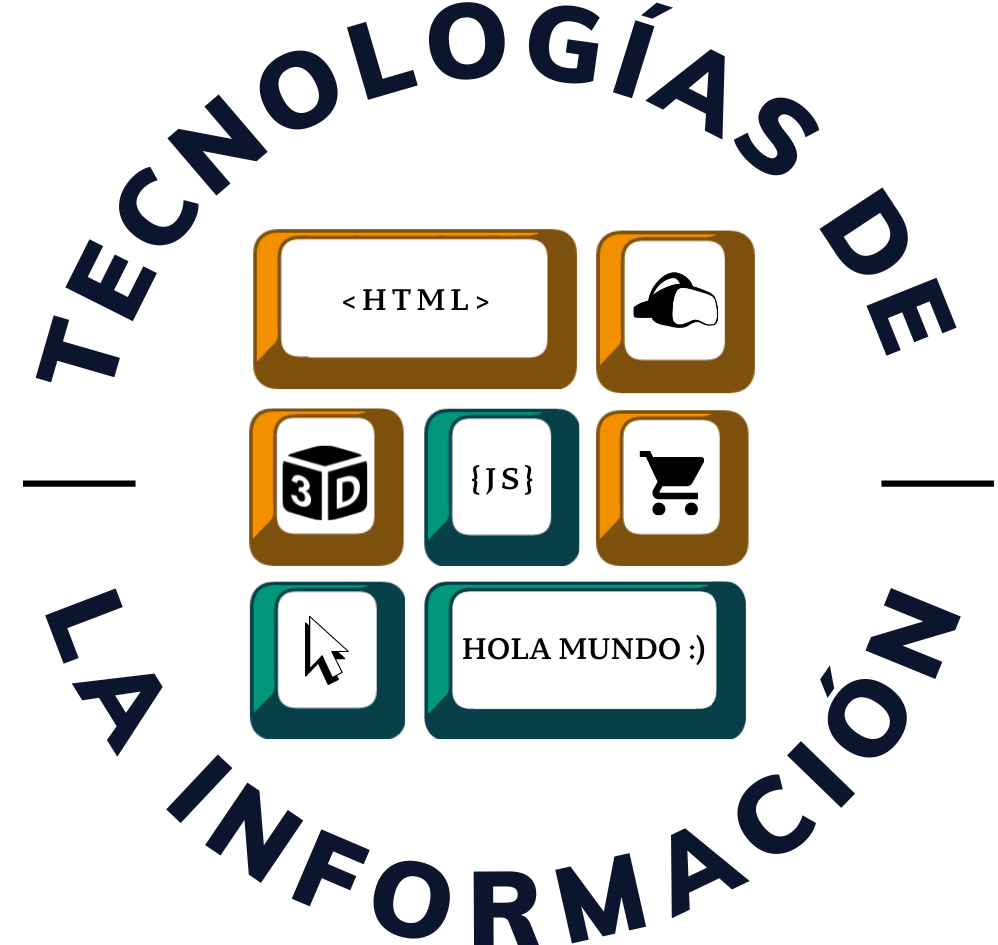 TECNOLOGÍAS DE
<HTML>
3D
{JS}
HOLA MUNDO :)
LA INFORMACIÓN